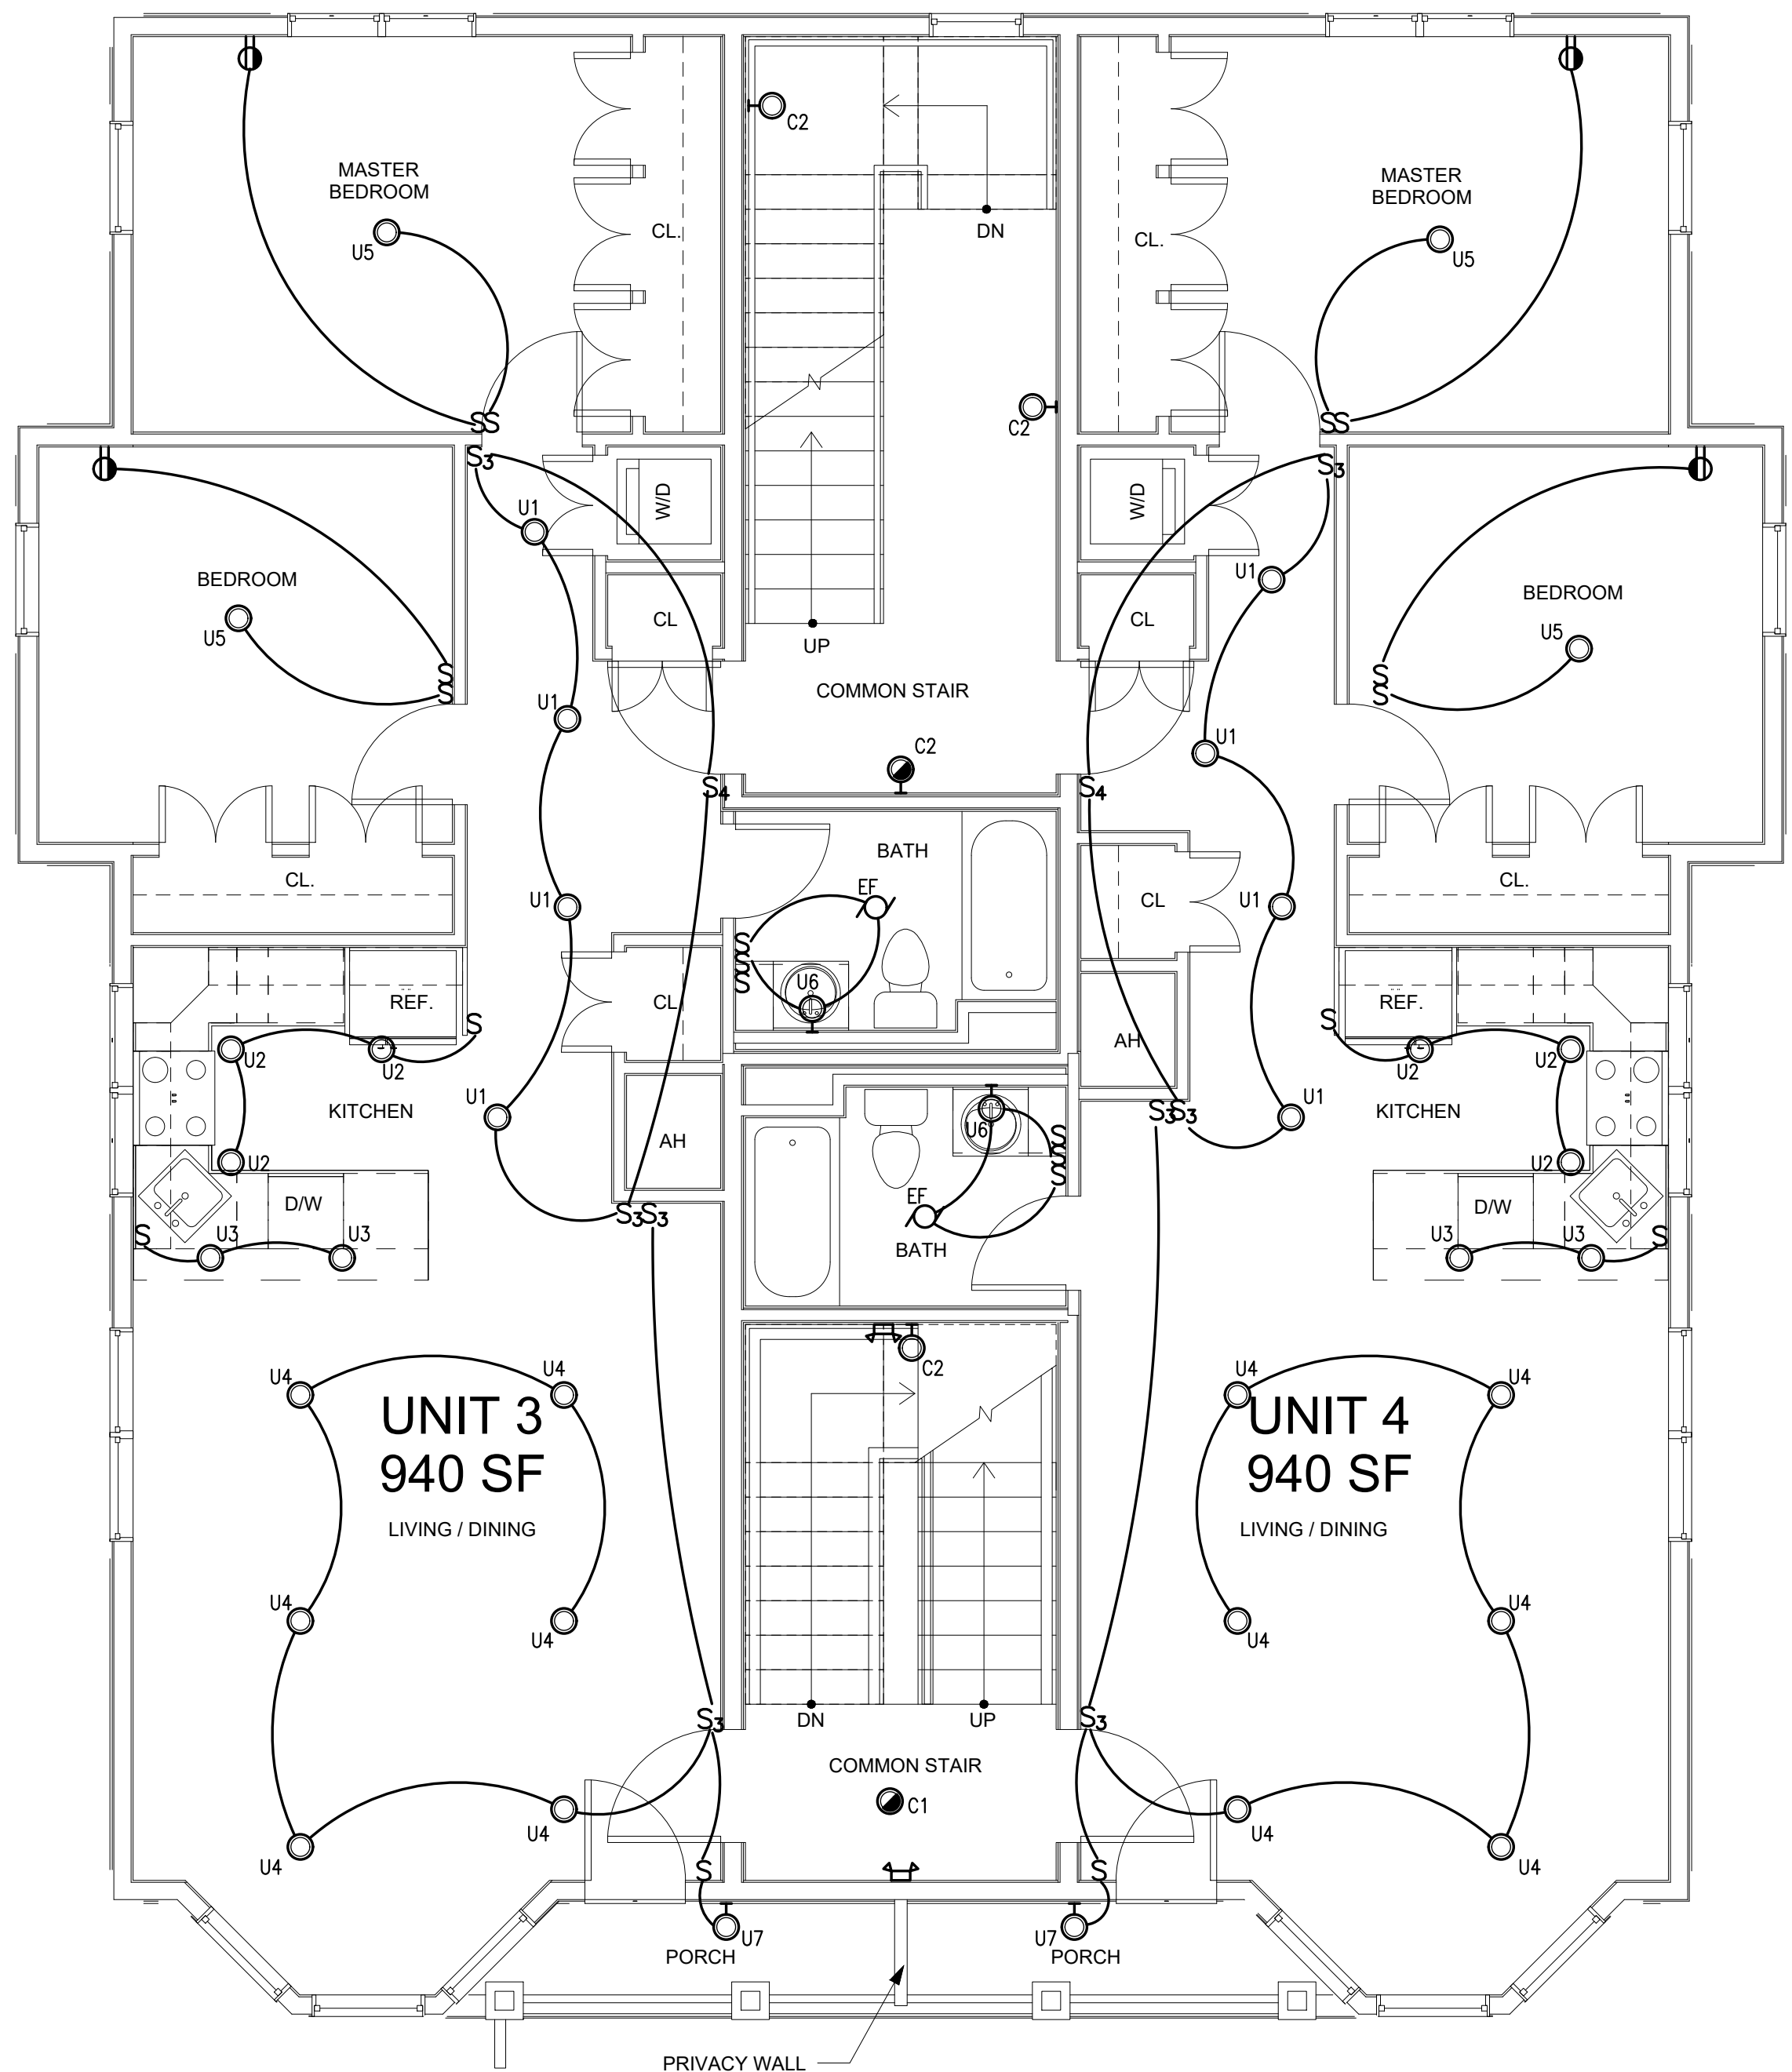 C2
MASTER
BEDROOM
MASTER
BEDROOM
CL.
DN
CL.
U5
U5
C2
SS
SS
S3
S3
W/D
W/D
U1
U1
BEDROOM
BEDROOM
CL
CL
U5
U5
UP
S
S
S
S
COMMON STAIR
U1
U1
C2
S4
S4
BATH
CL.
CL.
EF
U1
CL
U1
S
S
S
S
U6
REF.
CL
REF.
S
S
AH
U2
U2
U2
U2
U1
KITCHEN
S3S3
U1
KITCHEN
U6
S
S
S
S
AH
U2
U2
EF
D/W
D/W
S3S3
S
U3
U3
BATH
U3
U3
S
C2
U4
U4
U4
U4
UNIT 3
940 SF
UNIT 4
940 SF
LIVING / DINING
LIVING / DINING
U4
U4
U4
U4
S3
DN
UP
S3
COMMON STAIR
C1
U4
U4
U4
U4
S
S
U7
U7
PORCH
PORCH
PRIVACY WALL